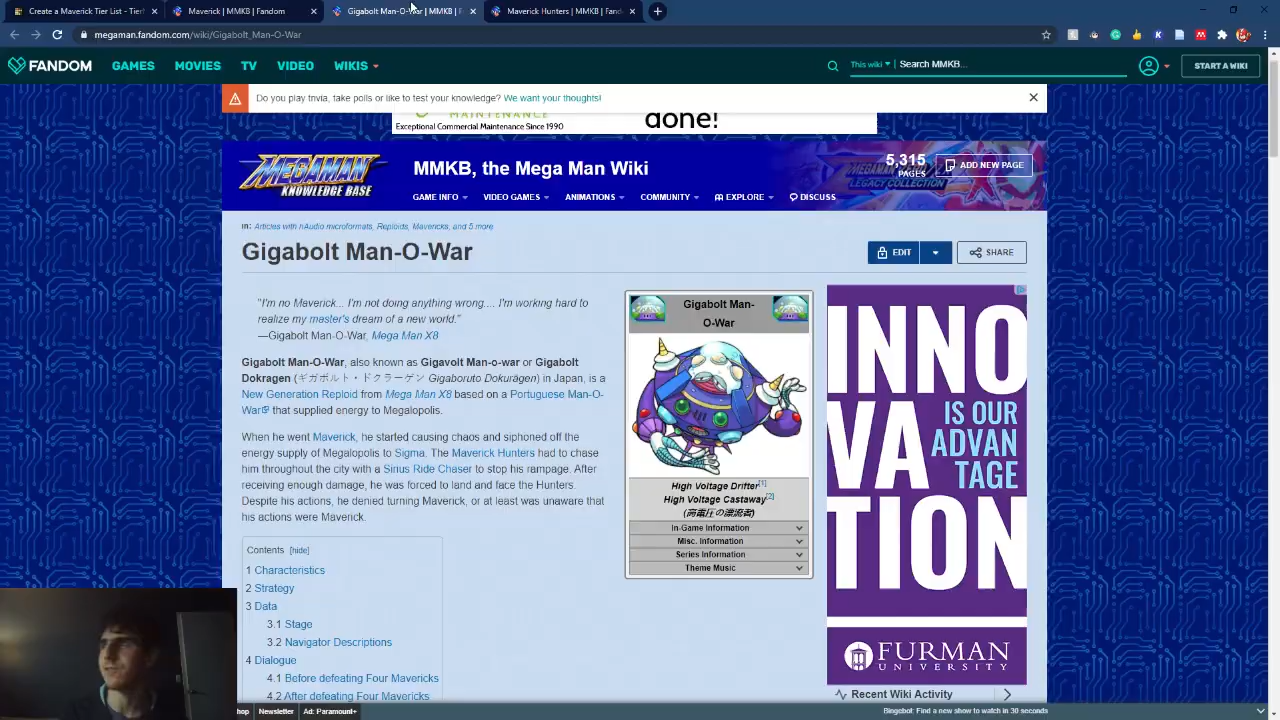 Create a Maverick Tier List - Tier
Maverick | MMKB | Fandom
Gigabolt Man-O-War | MMKB | F
Maverick Hunters | MMKB | Fand
megaman.fandom.com/wiki/Gigabolt_Man-O-War
FANDOM GAMES MOVIES TV VIDEO WIKIS This wiki Search MMKB... START A WIKI
Do you play trivia, take polls or like to test your knowledge? We want your thoughts!
MAINTENANCE
Exceptional Commercial Maintenance Since 1990
done!
MEGAMAN
KNOWLEDGE BASE
MMKB, the Mega Man Wiki
5,315
PAGES
ADD NEW PAGE
GAME INFO VIDEO GAMES ANIMATIONS COMMUNITY EXPLORE DISCUSS
in: Articles with hAudio microformats, Reploids, Mavericks, and 5 more
Gigabolt Man-O-War
EDIT SHARE
"I'm no Maverick... I'm not doing anything wrong.... I'm working hard to
realize my master's dream of a new world."
—Gigabolt Man-O-War, Mega Man X8
Gigabolt Man-O-War, also known as Gigavolt Man-o-war or Gigabolt
Dokragen (ギガボルト・ドクラーゲン Gigaboruto Dokurāgen) in Japan, is a
New Generation Reploid from Mega Man X8 based on a Portuguese Man-O-
War that supplied energy to Megalopolis.
When he went Maverick, he started causing chaos and siphoned off the
energy supply of Megalopolis to Sigma. The Maverick Hunters had to chase
him throughout the city with a Sirius Ride Chaser to stop his rampage. After
receiving enough damage, he was forced to land and face the Hunters.
Despite his actions, he denied turning Maverick, or at least was unaware that
his actions were Maverick.
Contents [hide]
1 Characteristics
2 Strategy
3 Data
3.1 Stage
3.2 Navigator Descriptions
4 Dialogue
4.1 Before defeating Four Mavericks
4.2 After defeating Four Mavericks
Gigabolt Man-
O-War
High Voltage Drifter[1]
High Voltage Castaway[2]
(高電圧の漂流者)
In-Game Information
Misc. Information
Series Information
Theme Music
INNO
VA
TION
IS OUR
ADVAN
TAGE
FURMAN
UNIVERSITY
Recent Wiki Activity
hop Newsletter Ad: Paramount+
Bingebot: Find a new show to watch in 30 seconds